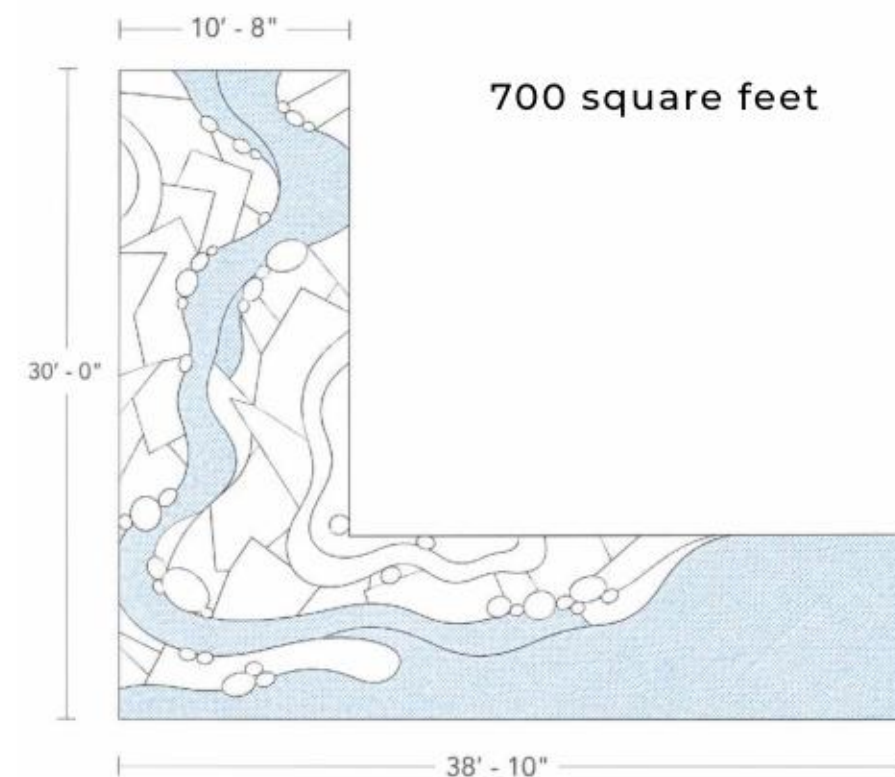 10' - 8"
700 square feet
30' - 0"
38' - 10"